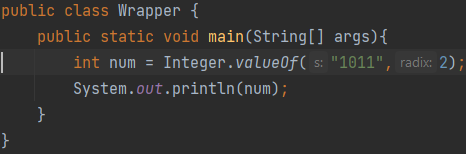 public class Wrapper {
public static void main(String[] args){
int num = Integer.valueOf( s: "1011", radix: 2);
System.out.println(num);
}
}